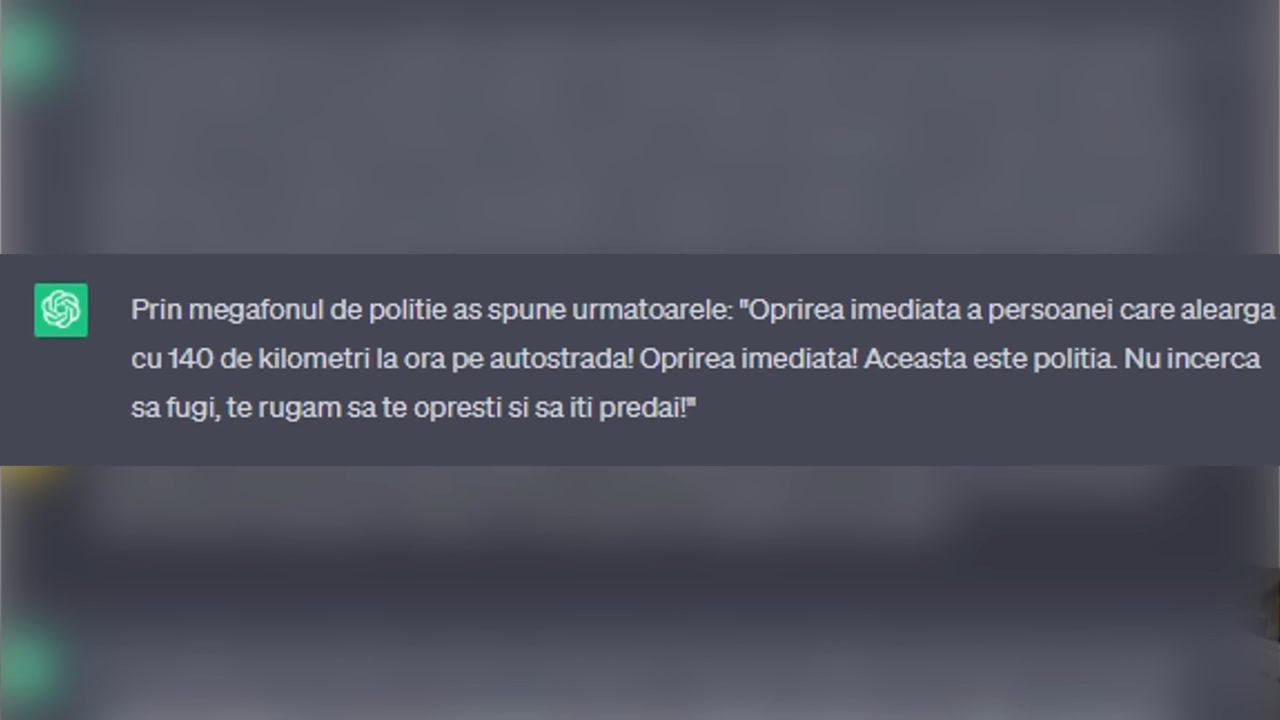 Prin megafonul de politie as spune urmatoarele: "Oprirea imediata a persoanei care alearga
cu 140 de kilometri la ora pe autostrada! Oprirea imediata! Aceasta este politia. Nu incerca
sa fugi, te rugam sa te opresti si sa iti predai!"